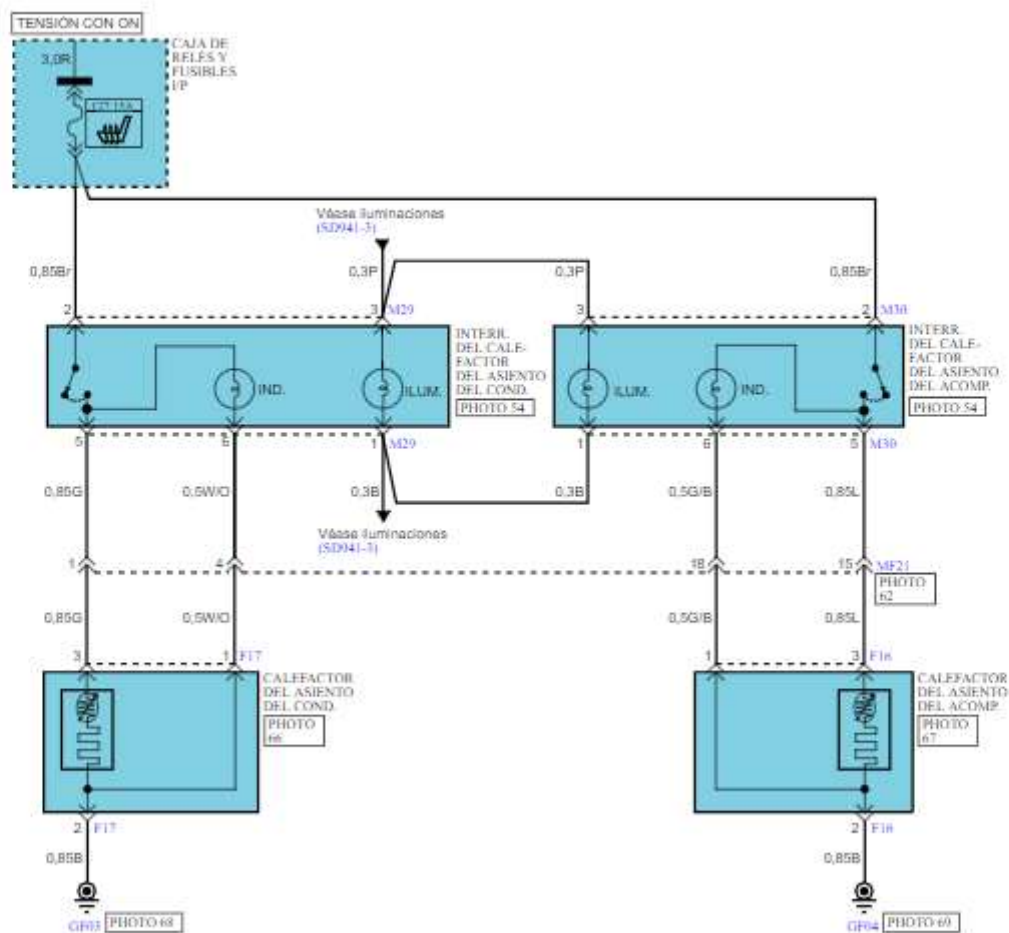 TENSIÓN CON ON
3,0R
CAJA DE
RELÉS Y
FUSIBLES
I/P
F27 15A
Véase iluminaciones
(SD941-3)
0,85Br
0,3P
0,3P
0,85Br
2
3
M29
3
2
M30
IND.
ILUM.
INTERR.
DEL CALE-
FACTOR
DEL ASIENTO
DEL COND.
PHOTO 54
ILUM.
IND.
INTERR.
DEL CALE-
FACTOR
DEL ASIENTO
DEL ACOMP.
PHOTO 54
5
6
1
M29
1
6
5
M30
0,85G
0,5W/O
0,3B
0,3B
0,5G/B
0,85L
Véase iluminaciones
(SD941-3)
1
4
18
15
MF21
PHOTO
62
0,85G
0,5W/O
0,5G/B
0,85L
3
1
F17
1
3
F16
CALEFACTOR
DEL ASIENTO
DEL COND.
PHOTO
66
CALEFACTOR
DEL ASIENTO
DEL ACOMP.
PHOTO
67
2
F17
2
F16
0,85B
0,85B
GF03
PHOTO 68
GF04
PHOTO 69